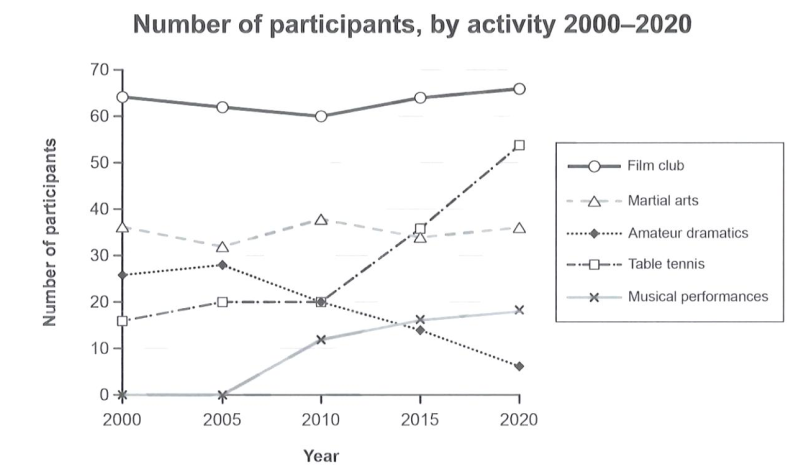 Number of participants, by activity 2000–2020
Number of participants
70
60
50
40
30
20
10
0
2000 2005 2010 2015 2020
Year
Film club
Martial arts
Amateur dramatics
Table tennis
Musical performances